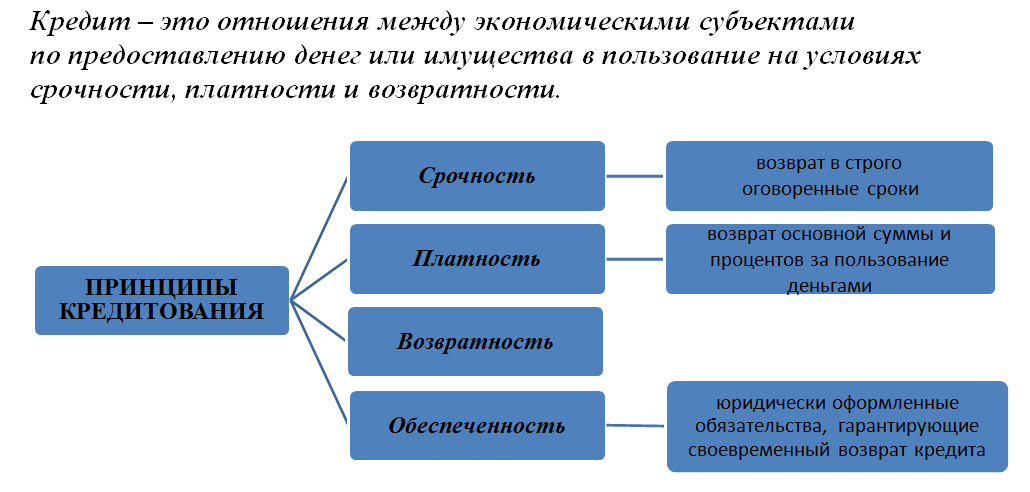 Кредит – это отношения между экономическими субъектами
по предоставлению денег или имущества в пользование на условиях
срочности, платности и возвратности.
ПРИНЦИПЫ
КРЕДИТОВАНИЯ
Срочность
возврат в строго
оговоренные сроки
Платность
возврат основной суммы и
процентов за пользование
деньгами
Возвратность
Обеспеченность
юридически оформленные
обязательства, гарантирующие
своевременный возврат кредита